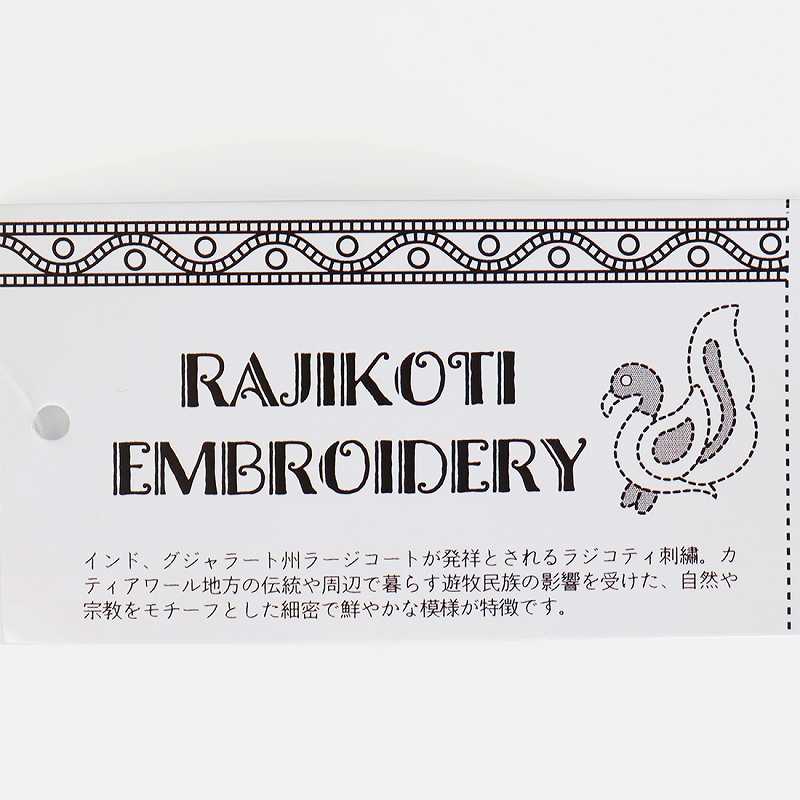 RAJIKOTI
EMBROIDERY
インド、グジャラート州ラージコートが発祥とされるラジコティ刺繍。カ
ティアワール地方の伝統や周辺で暮らす遊牧民族の影響を受けた、自然や
宗教をモチーフとした細密で鮮やかな模様が特徴です。